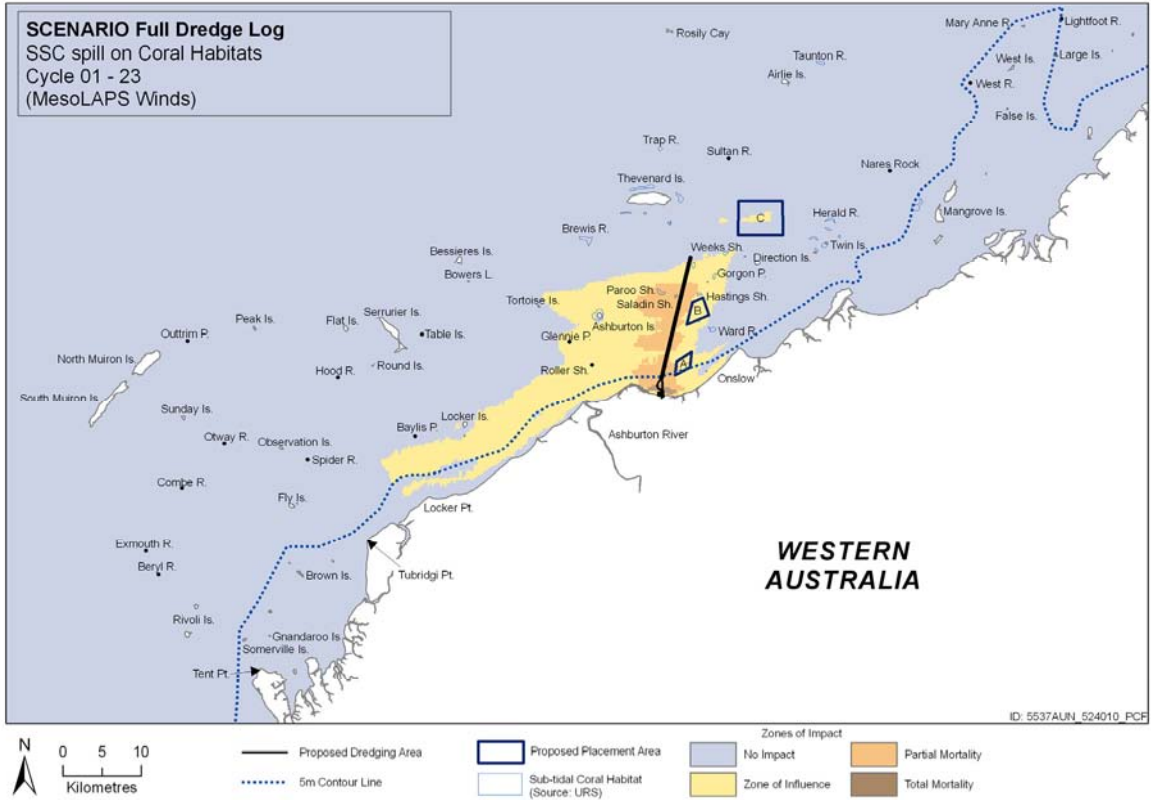 SCENARIO Full Dredge Log
SSC spill on Coral Habitats
Cycle 01 - 23
(MesoLAPS Winds)
Mary Anne R.
Lightfoot R.
Rosily Cay
Taunton R.
West Is.
Large Is.
Airlie Is.
West R.
False Is.
Trap R.
Sultan R.
Nares Rock
Thevenard Is.
C
Herald R.
Mangrove Is.
Brewis R.
Weeks Sh.
Twin Is.
Bessieres Is.
Direction Is.
Bowers L.
Gorgon P.
Paroo Sh.
Tortoise Is.
Saladin Sh.
Hastings Sh.
B
Serrurier Is.
Peak Is.
Flat Is.
Ashburton Is.
Ward R.
Outtrim P.
Table Is.
Glennie P.
North Muiron Is.
Round Is.
Hood R.
Roller Sh.
A
Onslow
South Muiron Is.
Sunday Is.
Locker Is.
Baylis P.
Otway R.
Observation Is.
Ashburton River
Spider R.
Combe R.
Fly Is.
Locker Pt.
Exmouth R.
WESTERN
AUSTRALIA
Beryl R.
Brown Is.
Tubridgi Pt.
Rivoli Is.
Gnandaroo Is.
Somerville Is.
Tent Pt.
ID: 5537AUN_524010_PCF
N
0 5 10
Kilometres
Proposed Dredging Area
5m Contour Line
Proposed Placement Area
Sub-tidal Coral Habitat
(Source: URS)
Zones of Impact
No Impact
Zone of Influence
Partial Mortality
Total Mortality